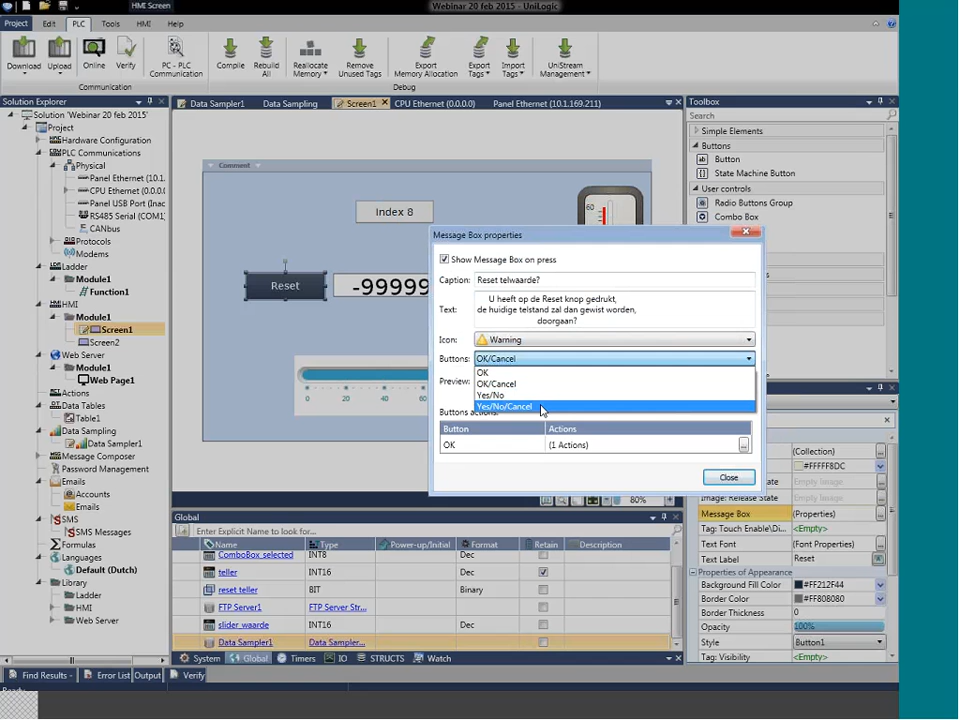 Webinar 20 feb 2015" - UniLogic
HMI Screen
Project Edit PLC Tools HMI Help
Download Upload Online Verify PC - PLC Communication Compile Rebuild All Reallocate Memory Remove Unused Tags Export Memory Allocation Export Tags Import Tags UniStream Management
Communication Debug
Solution Explorer
Data Sampler1 Data Sampling Screen1 CPU Ethernet (0.0.0.0) Panel Ethernet (10.1.169.211)
Toolbox
Solution 'Webinar 20 feb 2015'
Project
Hardware Configuration
PLC Communications
Physical
Panel Ethernet (10.1.
CPU Ethernet (0.0.0.
Panel USB Port (Inac
RS485 Serial (COM1
CANbus
Protocols
Modems
Ladder
Module1
Function1
HMI
Module1
Screen1
Screen2
Web Server
Module1
Web Page1
Actions
Data Tables
Table1
Data Sampling
Data Sampler1
Message Composer
Password Management
Emails
Accounts
Emails
SMS
SMS Messages
Formulas
Languages
Default (Dutch)
Library
Ladder
HMI
Web Server
Search
Simple Elements
Buttons
Button
State Machine Button
User controls
Radio Buttons Group
Combo Box
Comment
Index 8
60
Reset
-99999
0 20 40 60
Message Box properties
Show Message Box on press
Caption: Reset telwaarde?
Text:
U heeft op de Reset knop gedrukt,
de huidige telstand zal dan gewist worden,
doorgaan?
Icon: Warning
Buttons: OK/Cancel
OK
OK/Cancel
Yes/No
Yes/No/Cancel
Preview:
Buttons actions:
Button Actions
OK (1 Actions)
Close
80%
(Collection)
#FFFFF8DC
Empty Image
Image: Release State Empty Image
Message Box (Properties)
Tag: Touch Enable\Di... <Empty>
Text Font (Font Properties)
Text Label Reset
Properties of Appearance
Background Fill Color #FF212F44
Border Color #FF808080
Border Thickness 0
Opacity 100%
Style Button1
Tag: Visibility <Empty>
Global
Enter Explicit Name to look for...
Name Type Power-up/Initial Format Retain Description
ComboBox_selected INT8 Dec
teller INT16 Dec
reset teller BIT Binary
FTP Server1 FTP Server Str...
slider_waarde INT16 Dec
Data Sampler1 Data Sampler...
System Global Timers IO STRUCTS Watch
Find Results - Error List Output Verify